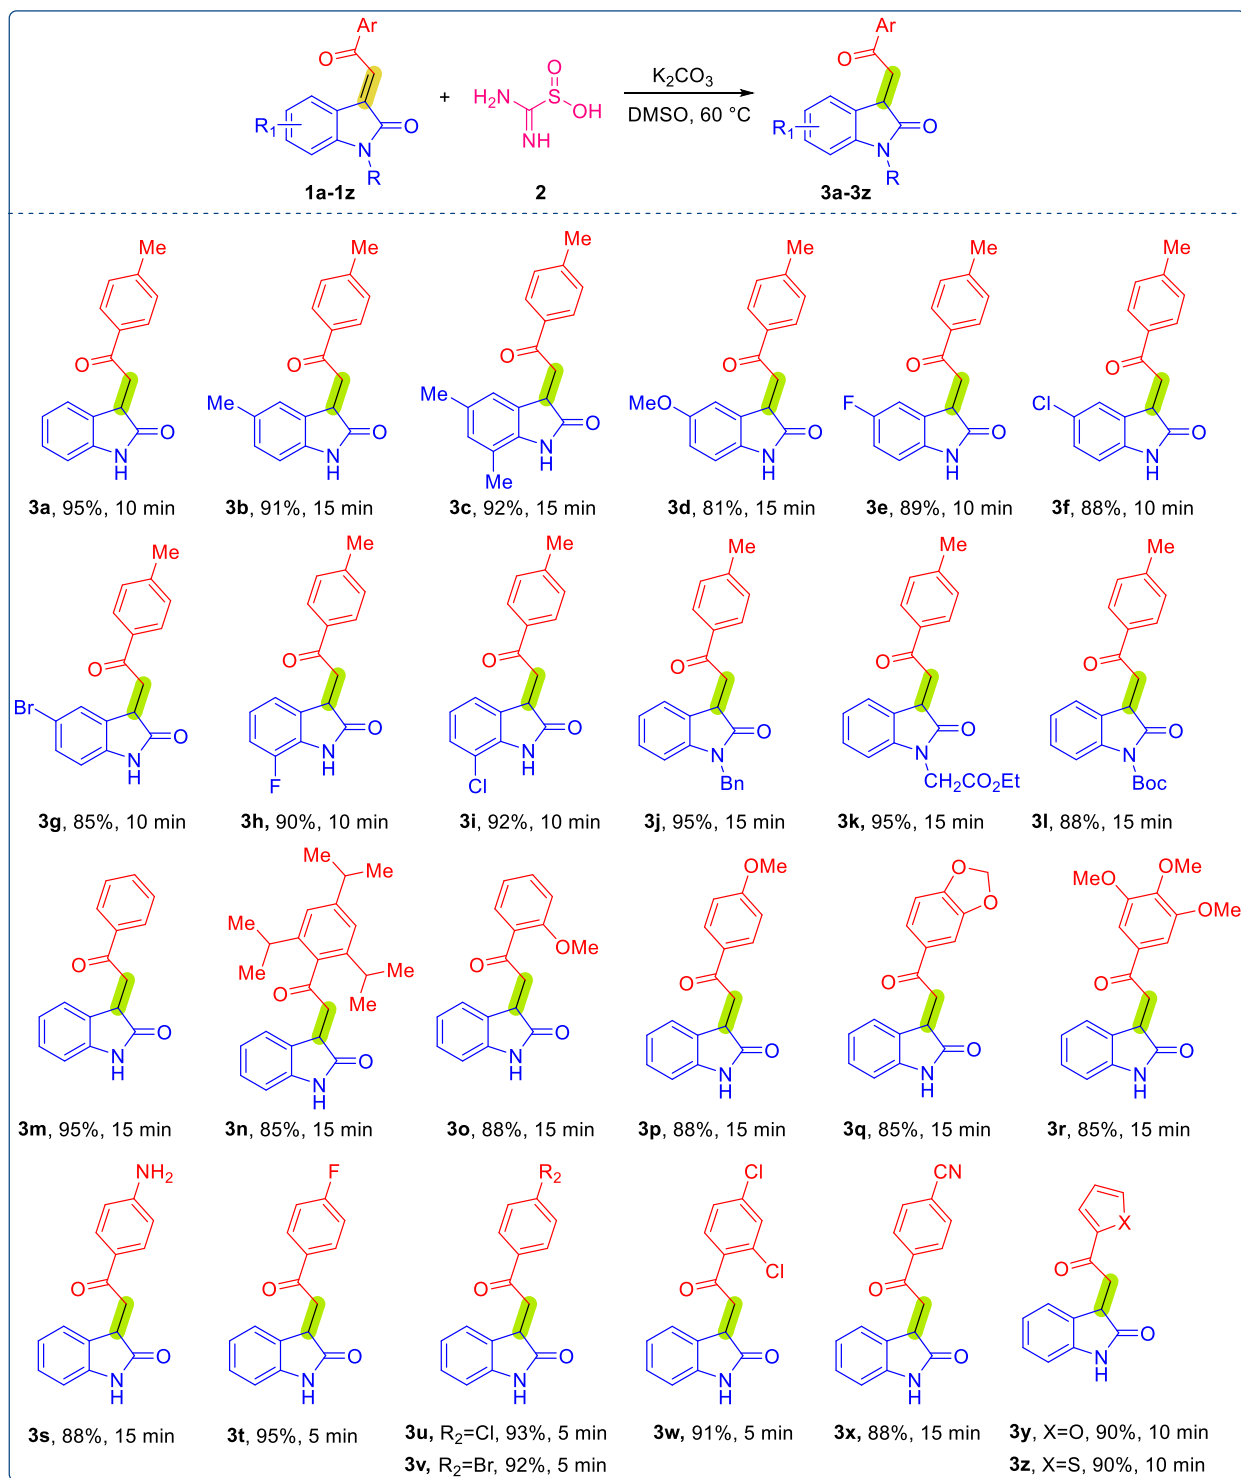 Ar
O
R1
N
R
O
1a-1z
+
H2N
O
S
OH
NH
2
K2CO3
DMSO, 60 °C
Ar
O
R1
N
R
O
3a-3z
Me
O
O
N
H
3a, 95%, 10 min
Me
O
Me
O
N
H
3b, 91%, 15 min
Me
O
Me
O
N
H
Me
3c, 92%, 15 min
Me
O
MeO
O
N
H
3d, 81%, 15 min
Me
O
F
O
N
H
3e, 89%, 10 min
Me
O
Cl
O
N
H
3f, 88%, 10 min
Me
O
Br
O
N
H
3g, 85%, 10 min
Me
O
O
N
H
F
3h, 90%, 10 min
Me
O
O
N
H
Cl
3i, 92%, 10 min
Me
O
O
N
Bn
3j, 95%, 15 min
Me
O
O
N
CH2CO2Et
3k, 95%, 15 min
Me
O
O
N
Boc
3l, 88%, 15 min
O
O
N
H
3m, 95%, 15 min
Me
Me
Me
Me
Me
Me
O
O
N
H
3n, 85%, 15 min
OMe
O
O
N
H
3o, 88%, 15 min
OMe
O
O
N
H
3p, 88%, 15 min
O
O
O
O
N
H
3q, 85%, 15 min
OMe
MeO
OMe
O
O
N
H
3r, 85%, 15 min
NH2
O
O
N
H
3s, 88%, 15 min
F
O
O
N
H
3t, 95%, 5 min
R2
O
O
N
H
3u, R2=Cl, 93%, 5 min
3v, R2=Br, 92%, 5 min
Cl
Cl
O
O
N
H
3w, 91%, 5 min
CN
O
O
N
H
3x, 88%, 15 min
X
O
O
N
H
3y, X=O, 90%, 10 min
3z, X=S, 90%, 10 min